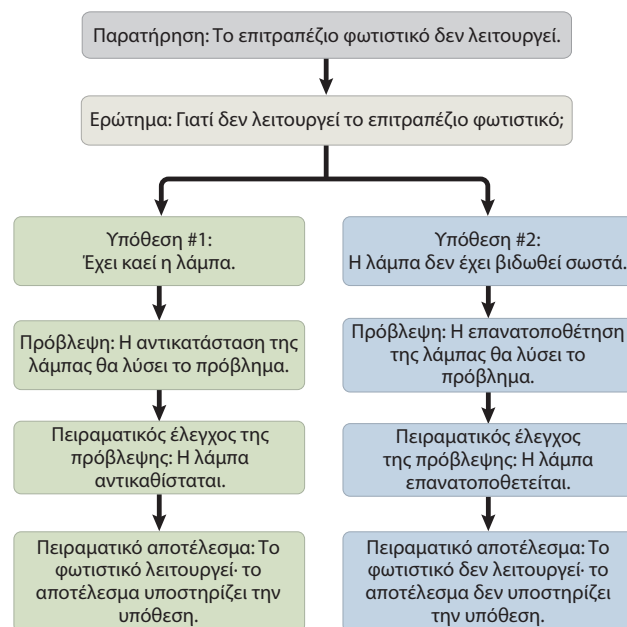 Παρατήρηση: Το επιτραπέζιο φωτιστικό δεν λειτουργεί.
Ερώτημα: Γιατί δεν λειτουργεί το επιτραπέζιο φωτιστικό;
Υπόθεση #1:
Έχει καεί η λάμπα.
Πρόβλεψη: Η αντικατάσταση της
λάμπας θα λύσει το πρόβλημα.
Πειραματικός έλεγχος της
πρόβλεψης: Η λάμπα
αντικαθίσταται.
Πειραματικό αποτέλεσμα: Το
φωτιστικό λειτουργεί· το
αποτέλεσμα υποστηρίζει την
υπόθεση.
Υπόθεση #2:
Η λάμπα δεν έχει βιδωθεί σωστά.
Πρόβλεψη: Η επανατοποθέτηση
της λάμπας θα λύσει το
πρόβλημα.
Πειραματικός έλεγχος
της πρόβλεψης: Η λάμπα
επανατοποθετείται.
Πειραματικό αποτέλεσμα: Το
φωτιστικό δεν λειτουργεί· το
αποτέλεσμα δεν υποστηρίζει
την υπόθεση.